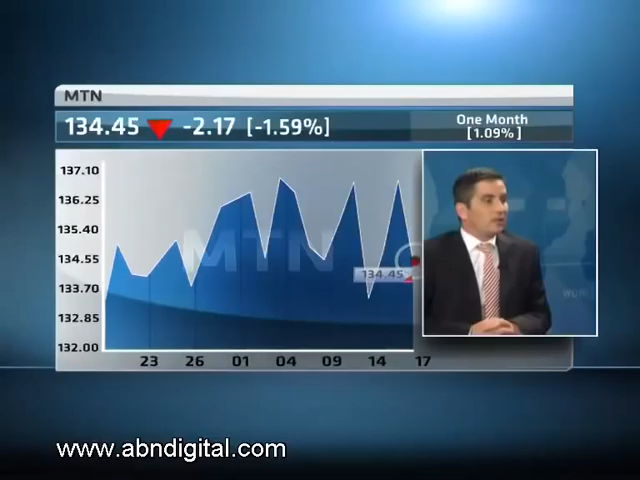 MTN
134.45 -2.17 [-1.59%]
One Month
[1.09%]
137.10
136.25
135.40
134.55
133.70
132.85
132.00
MTN
134.45
23 26 01 04 09 14 17
www.abndigital.com